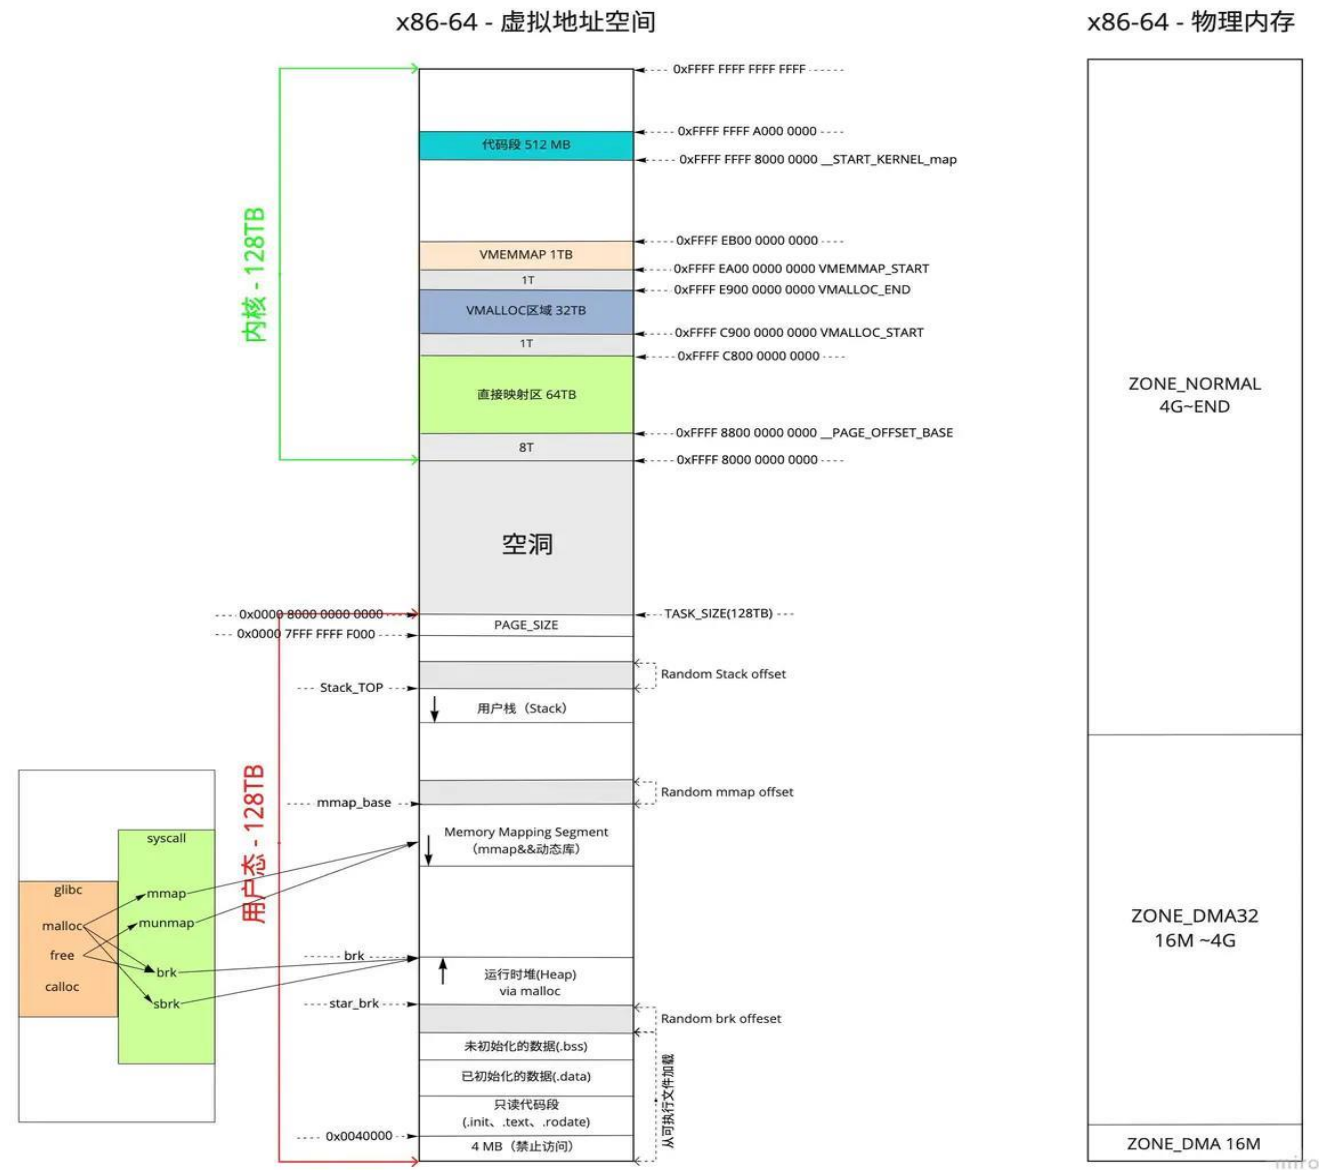 x86-64 - 虚拟地址空间
x86-64 - 物理内存
0xFFFF FFFF FFFF FFFF
0xFFFF FFFF A000 0000
代码段 512 MB
0xFFFF FFFF 8000 0000 __START_KERNEL_map
内核 - 128TB
0xFFFF EB00 0000 0000
VMEMMAP 1TB
0xFFFF EA00 0000 0000 VMEMMAP_START
1T
0xFFFF E900 0000 0000 VMALLOC_END
VMALLOC区域 32TB
0xFFFF C900 0000 0000 VMALLOC_START
1T
0xFFFF C800 0000 0000
直接映射区 64TB
0xFFFF 8800 0000 0000 __PAGE_OFFSET_BASE
8T
0xFFFF 8000 0000 0000
空洞
0x0000 8000 0000 0000
TASK_SIZE(128TB)
PAGE_SIZE
0x0000 7FFF FFFF F000
Random Stack offset
Stack_TOP
用户栈（Stack）
用户态 - 128TB
Random mmap offset
mmap_base
Memory Mapping Segment
（mmap&&动态库）
syscall
glibc
mmap
malloc
munmap
free
brk
calloc
sbrk
brk
运行时堆(Heap)
via malloc
star_brk
Random brk offeset
未初始化的数据(.bss)
已初始化的数据(.data)
只读代码段
(.init、.text、.rodate)
从可执行文件加载
0x0040000
4 MB（禁止访问）
ZONE_NORMAL
4G~END
ZONE_DMA32
16M ~4G
ZONE_DMA 16M
miro